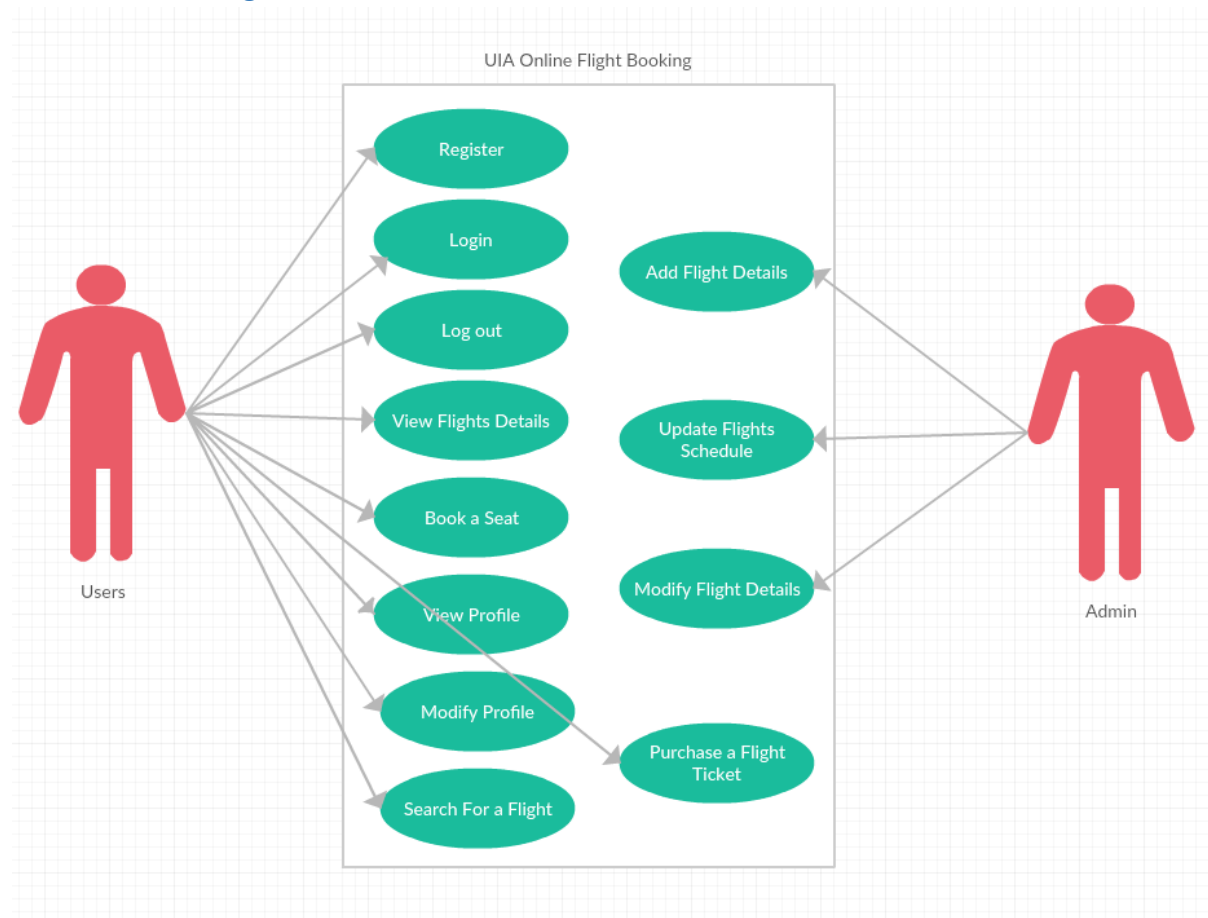 UIA Online Flight Booking
Register
Login
Log out
View Flights Details
Book a Seat
View Profile
Modify Profile
Search For a Flight
Add Flight Details
Update Flights
Schedule
Modify Flight Details
Purchase a Flight
Ticket
Users
Admin